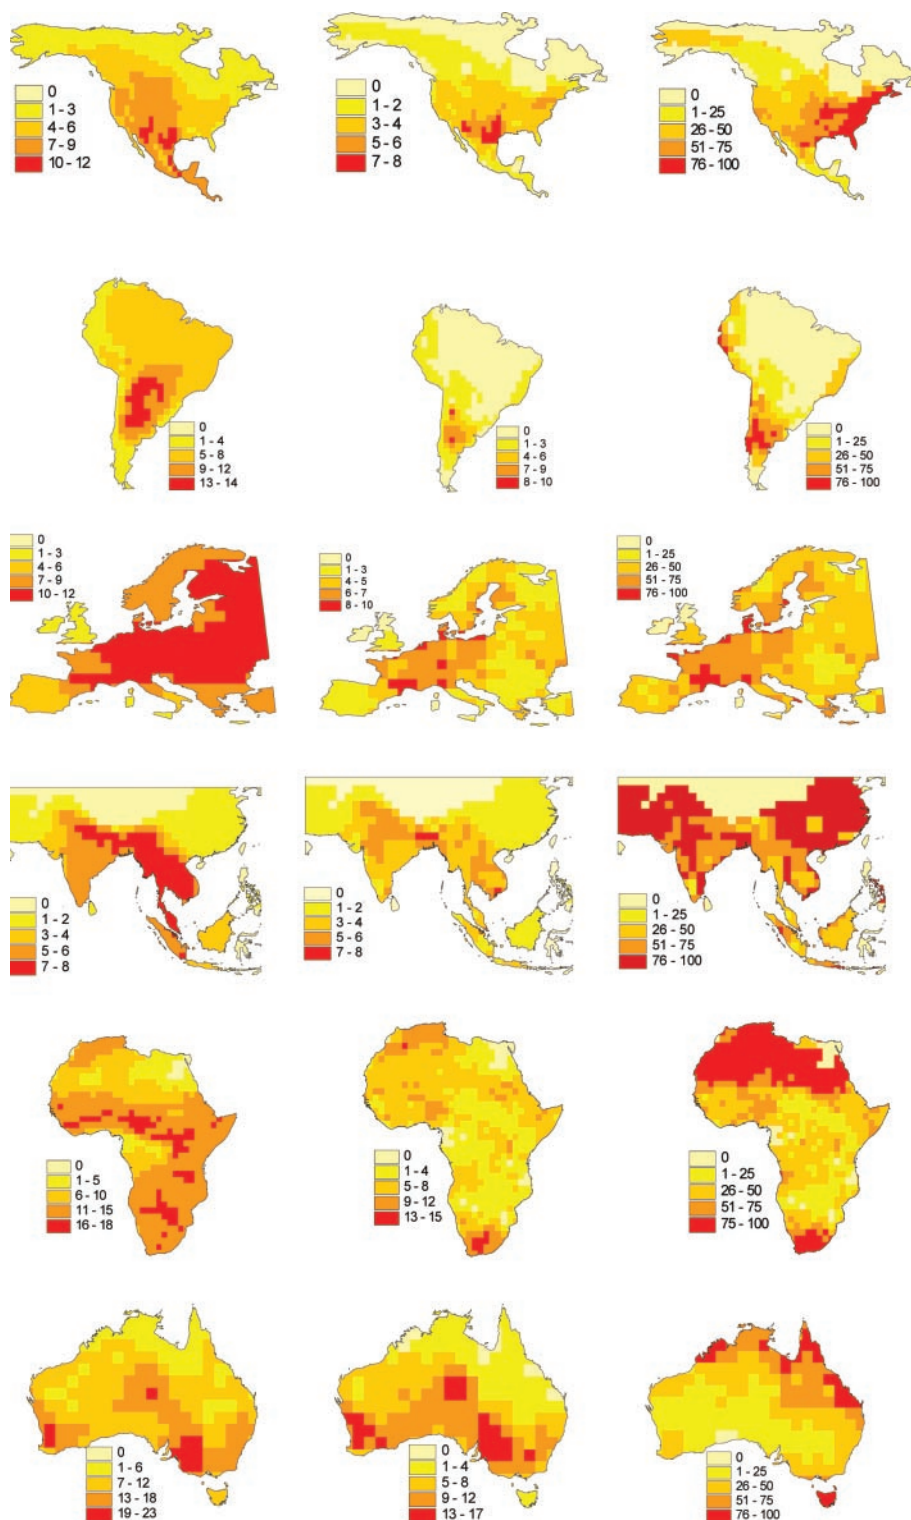 0
1 - 3
4 - 6
7 - 9
10 - 12
0
1 - 2
3 - 4
5 - 6
7 - 8
0
1 - 25
26 - 50
51 - 75
76 - 100
0
1 - 4
5 - 8
9 - 12
13 - 14
0
1 - 3
4 - 6
7 - 9
8 - 10
0
1 - 25
26 - 50
51 - 75
76 - 100
0
1 - 3
4 - 6
7 - 9
10 - 12
0
1 - 3
4 - 5
6 - 7
8 - 10
0
1 - 25
26 - 50
51 - 75
76 - 100
0
1 - 2
3 - 4
5 - 6
7 - 8
0
1 - 2
3 - 4
5 - 6
7 - 8
0
1 - 25
26 - 50
51 - 75
76 - 100
0
1 - 5
6 - 10
11 - 15
16 - 18
0
1 - 4
5 - 8
9 - 12
13 - 15
0
1 - 25
26 - 50
51 - 75
75 - 100
0
1 - 6
7 - 12
13 - 18
19 - 23
0
1 - 4
5 - 8
9 - 12
13 - 17
0
1 - 25
26 - 50
51 - 75
76 - 100